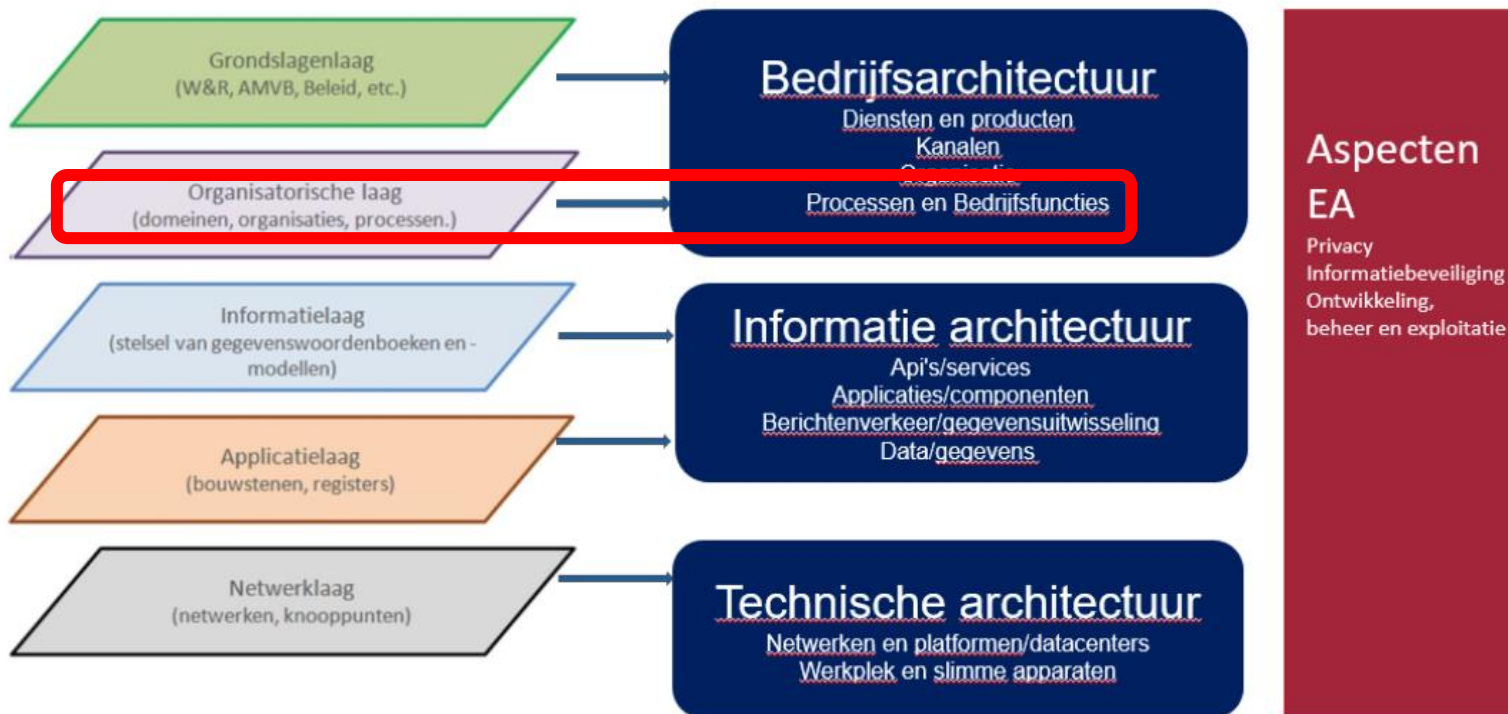 Grondslagenlaag
(W&R, AMVB, Beleid, etc.)
Organisatorische laag
(domeinen, organisaties, processen.)
Informatielaag
(stelsel van gegevenswoordenboeken en -
modellen)
Applicatielaag
(bouwstenen, registers)
Netwerklaag
(netwerken, knooppunten)
Bedrijfsarchitectuur
Diensten en producten
Kanalen
Organisatie
Processen en Bedrijfsfuncties
Informatie architectuur
Api's/services
Applicaties/componenten
Berichtenverkeer/gegevensuitwisseling
Data/gegevens
Technische architectuur
Netwerken en platformen/datacenters
Werkplek en slimme apparaten
Aspecten
EA
Privacy
Informatiebeveiliging
Ontwikkeling,
beheer en exploitatie